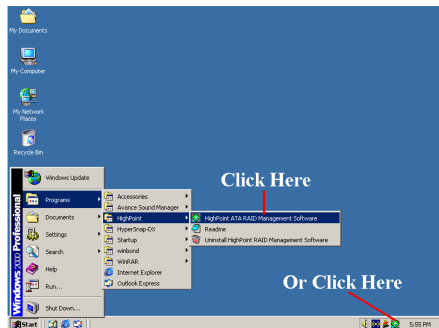 My Documents
My Computer
My Network
Places
Recycle Bin
Click Here
Or Click Here
Windows 2000 Professional
Windows Update
Programs
Documents
Settings
Search
Help
Run...
Shut Down...
Accessories
Avance Sound Manager
HighPoint
HyperSnap-DX
Startup
winbond
WinRAR
Internet Explorer
Outlook Express
HighPoint ATA RAID Management Software
Readme
Uninstall HighPoint RAID Management Software
Start
5:55 PM